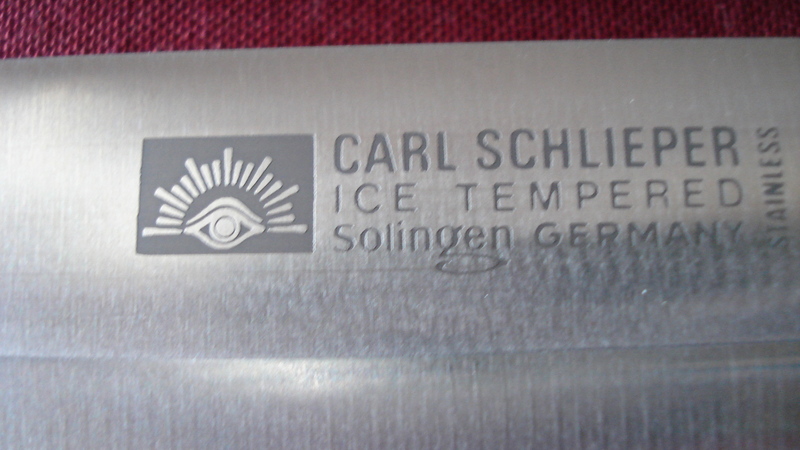 CARL SCHLIEPER
ICE TEMPERED
Solingen GERMANY
STAINLESS